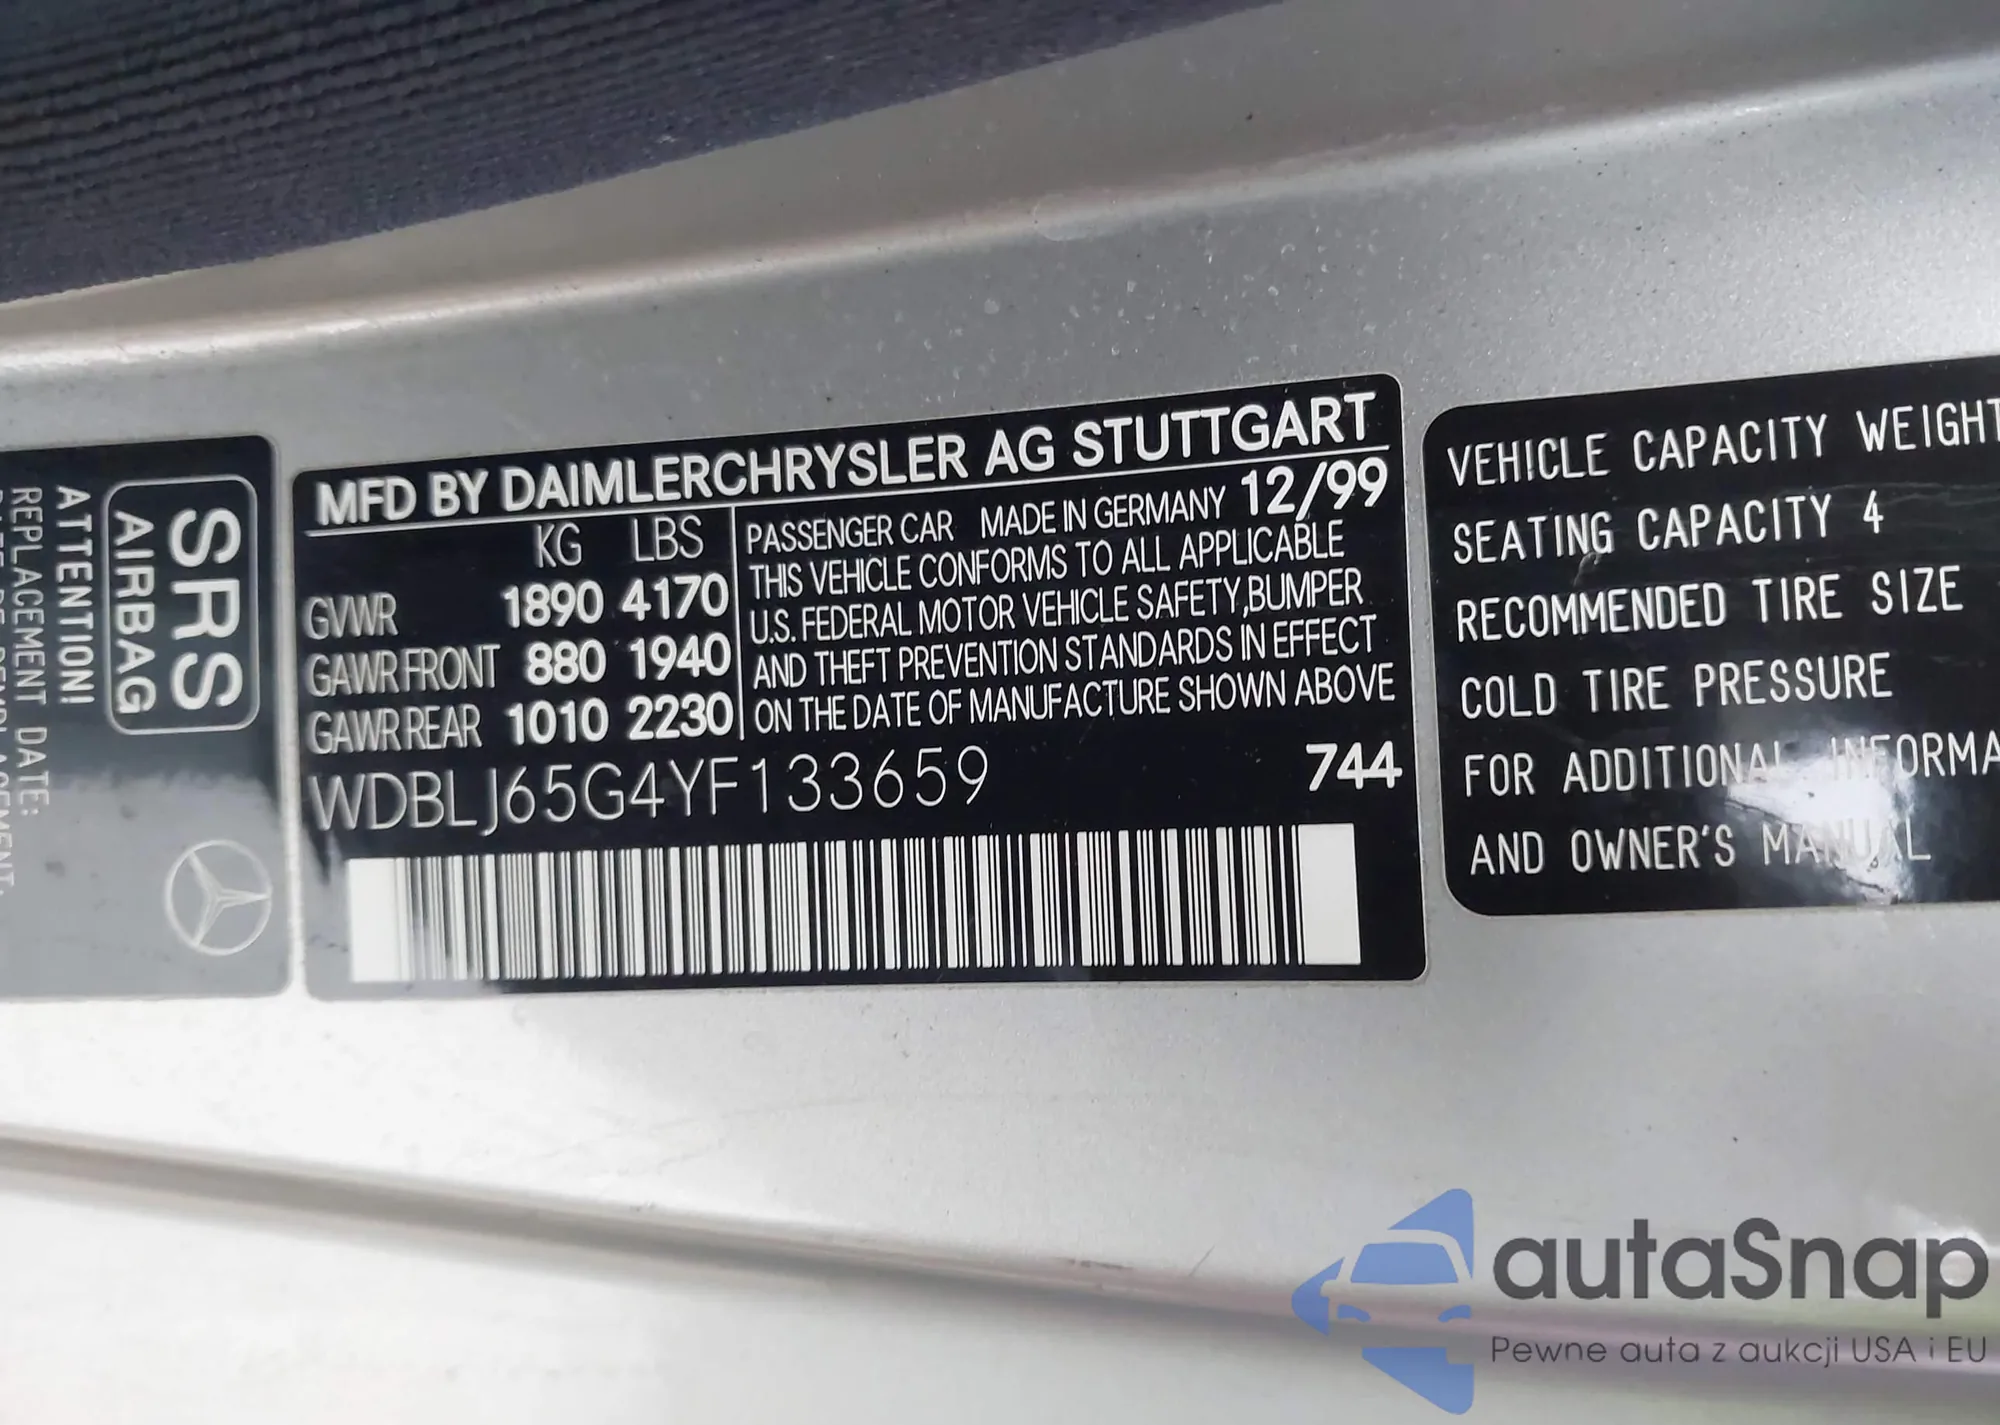 SRS
AIRBAG
ATTENTION!
REPLACEMENT DATE:
MFD BY DAIMLERCHRYSLER AG STUTTGART
KG LBS
GVWR 1890 4170
GAWR FRONT 880 1940
GAWR REAR 1010 2230
PASSENGER CAR MADE IN GERMANY 12/99
THIS VEHICLE CONFORMS TO ALL APPLICABLE
U.S. FEDERAL MOTOR VEHICLE SAFETY,BUMPER
AND THEFT PREVENTION STANDARDS IN EFFECT
ON THE DATE OF MANUFACTURE SHOWN ABOVE
WDBLJ65G4YF133659
744
VEHICLE CAPACITY WEIGHT
SEATING CAPACITY 4
RECOMMENDED TIRE SIZE
COLD TIRE PRESSURE
FOR ADDITIONAL INFORMA
AND OWNER'S MANUAL
autaSnap
Pewne auta z aukcji USA i EU